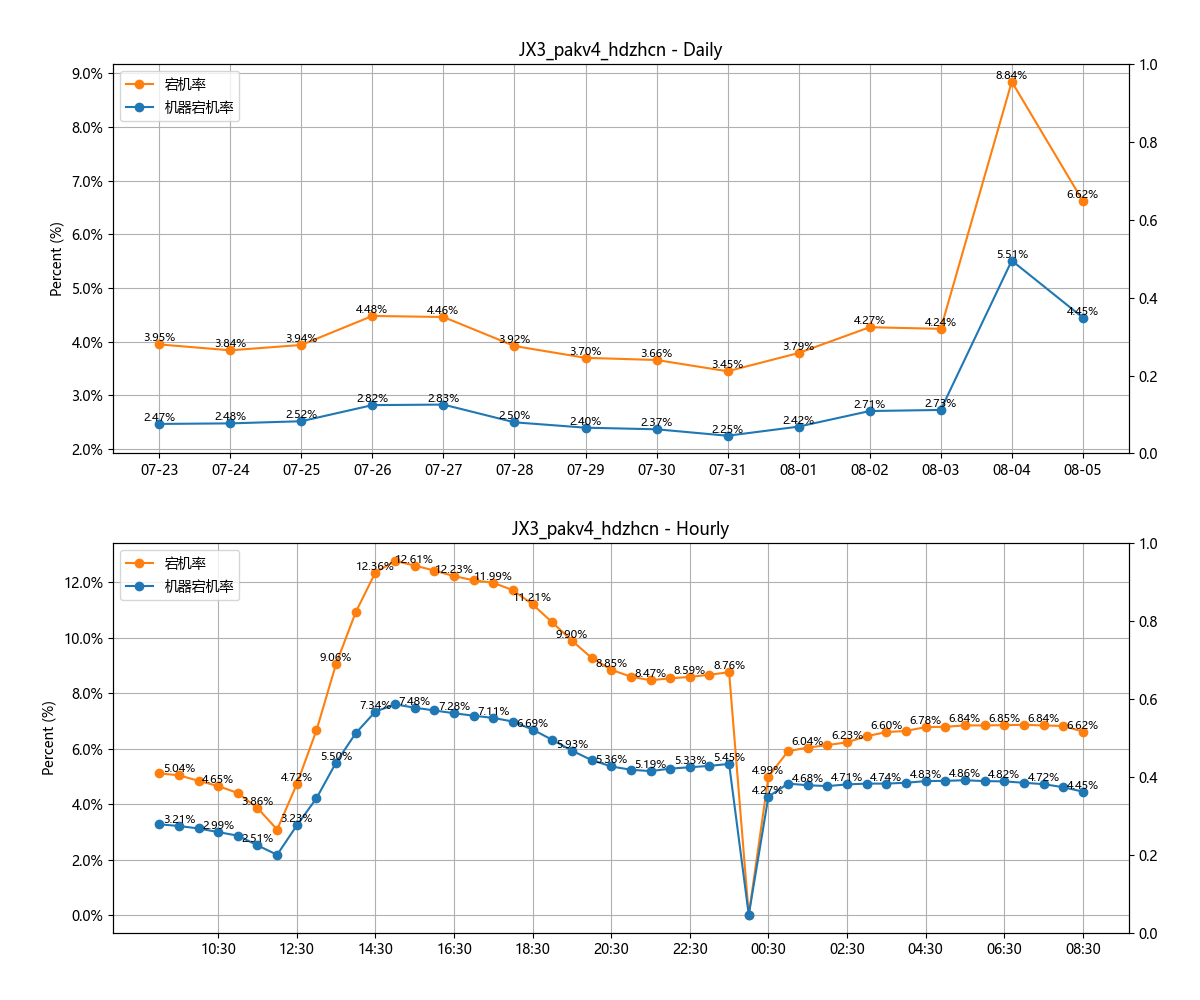 JX3_pakv4_hdzhcn - Daily
宕机率
机器宕机率
Percent (%)
9.0%
8.0%
7.0%
6.0%
5.0%
4.0%
3.0%
2.0%
1.0
0.8
0.6
0.4
0.2
0.0
3.95% 3.84% 3.94% 4.48% 4.46% 3.92% 3.70% 3.66% 3.45% 3.79% 4.27% 4.24% 8.84% 6.62%
2.47% 2.48% 2.52% 2.82% 2.83% 2.50% 2.40% 2.37% 2.25% 2.42% 2.71% 2.73% 5.51% 4.45%
07-23 07-24 07-25 07-26 07-27 07-28 07-29 07-30 07-31 08-01 08-02 08-03 08-04 08-05
JX3_pakv4_hdzhcn - Hourly
宕机率
机器宕机率
Percent (%)
12.0%
10.0%
8.0%
6.0%
4.0%
2.0%
0.0%
1.0
0.8
0.6
0.4
0.2
0.0
5.04% 4.65% 3.86% 4.72% 9.06% 12.36% 12.61% 12.23% 11.99% 11.21% 9.90% 8.85% 8.47% 8.59% 8.76% 4.99% 6.04% 6.23% 6.60% 6.78% 6.84% 6.85% 6.84% 6.62%
3.21% 2.99% 2.51% 3.23% 5.50% 7.34% 7.48% 7.28% 7.11% 6.69% 5.93% 5.36% 5.19% 5.33% 5.45% 4.27% 4.68% 4.71% 4.74% 4.83% 4.86% 4.82% 4.72% 4.45%
10:30 12:30 14:30 16:30 18:30 20:30 22:30 00:30 02:30 04:30 06:30 08:30